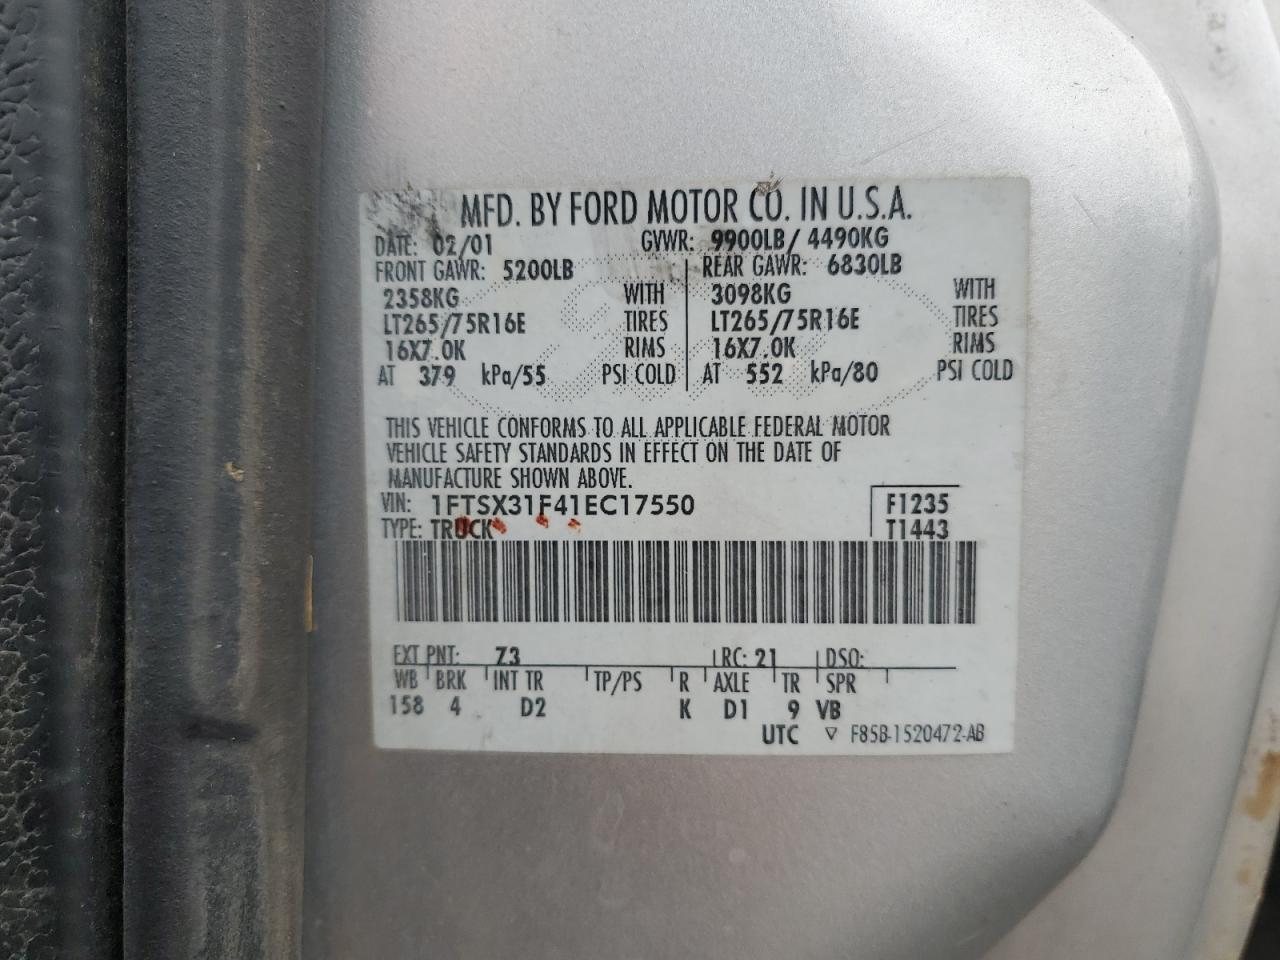 MFD. BY FORD MOTOR CO. IN U.S.A.
DATE: 02/01 GVWR: 9900LB/ 4490KG
FRONT GAWR: 5200LB REAR GAWR: 6830LB
2358KG WITH 3098KG WITH
LT265/75R16E TIRES LT265/75R16E TIRES
16X7.0K RIMS 16X7.0K RIMS
AT 379 kPa/55 PSI COLD AT 552 kPa/80 PSI COLD
THIS VEHICLE CONFORMS TO ALL APPLICABLE FEDERAL MOTOR
VEHICLE SAFETY STANDARDS IN EFFECT ON THE DATE OF
MANUFACTURE SHOWN ABOVE.
VIN: 1FTSX31F41EC17550 F1235
TYPE: TRUCK T1443
EXT PNT: Z3 RC: 21 DSO:
WB BRK INT TR TP/PS R AXLE TR SPR
158 4 D2 K D1 9 VB
UTC ▽ F85B-1520472-AB